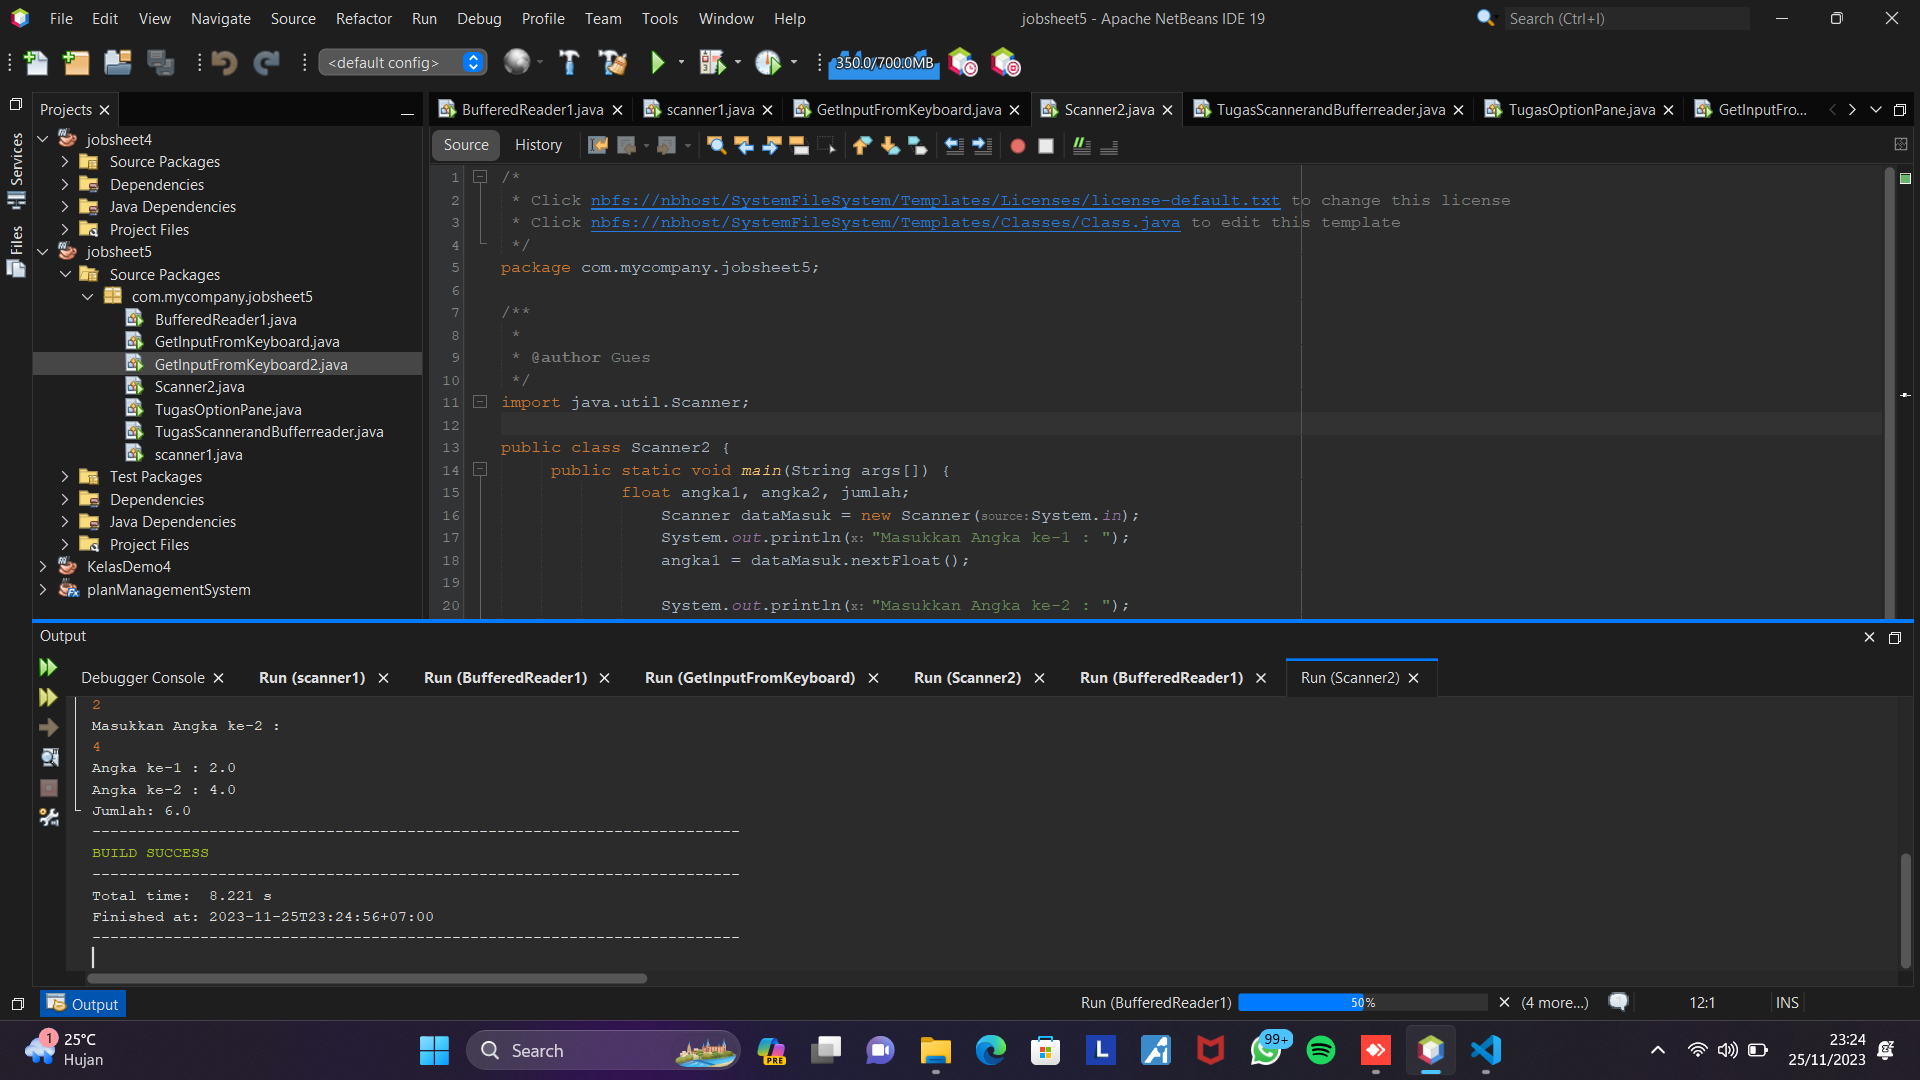 File Edit View Navigate Source Refactor Run Debug Profile Team Tools Window Help
jobsheet5 - Apache NetBeans IDE 19
Search (Ctrl+I)
<default config>
350.0/700.0MB
Services
Files
Projects
jobsheet4
Source Packages
Dependencies
Java Dependencies
Project Files
jobsheet5
Source Packages
com.mycompany.jobsheet5
BufferedReader1.java
GetInputFromKeyboard.java
GetInputFromKeyboard2.java
Scanner2.java
TugasOptionPane.java
TugasScannerandBufferreader.java
scanner1.java
Test Packages
Dependencies
Java Dependencies
Project Files
KelasDemo4
planManagementSystem
BufferedReader1.java scanner1.java GetInputFromKeyboard.java Scanner2.java TugasScannerandBufferreader.java TugasOptionPane.java GetInputFro...
Source History
1 /*
2 * Click nbfs://nbhost/SystemFileSystem/Templates/Licenses/license-default.txt to change this license
3 * Click nbfs://nbhost/SystemFileSystem/Templates/Classes/Class.java to edit this template
4 */
5 package com.mycompany.jobsheet5;
6
7 /**
8 *
9 * @author Gues
10 */
11 import java.util.Scanner;
12
13 public class Scanner2 {
14 public static void main(String args[]) {
15 float angka1, angka2, jumlah;
16 Scanner dataMasuk = new Scanner(source:System.in);
17 System.out.println(x: "Masukkan Angka ke-1 : ");
18 angka1 = dataMasuk.nextFloat();
19
20 System.out.println(x: "Masukkan Angka ke-2 : ");
Output
Debugger Console Run (scanner1) Run (BufferedReader1) Run (GetInputFromKeyboard) Run (Scanner2) Run (BufferedReader1) Run (Scanner2)
2
Masukkan Angka ke-2 :
4
Angka ke-1 : 2.0
Angka ke-2 : 4.0
Jumlah: 6.0
------------------------------------------------------------------------
BUILD SUCCESS
------------------------------------------------------------------------
Total time:  8.221 s
Finished at: 2023-11-25T23:24:56+07:00
------------------------------------------------------------------------
Output
Run (BufferedReader1) 50% (4 more...) 12:1 INS
1
25°C
Hujan
Search
PRE
L
99+
23:24
25/11/2023